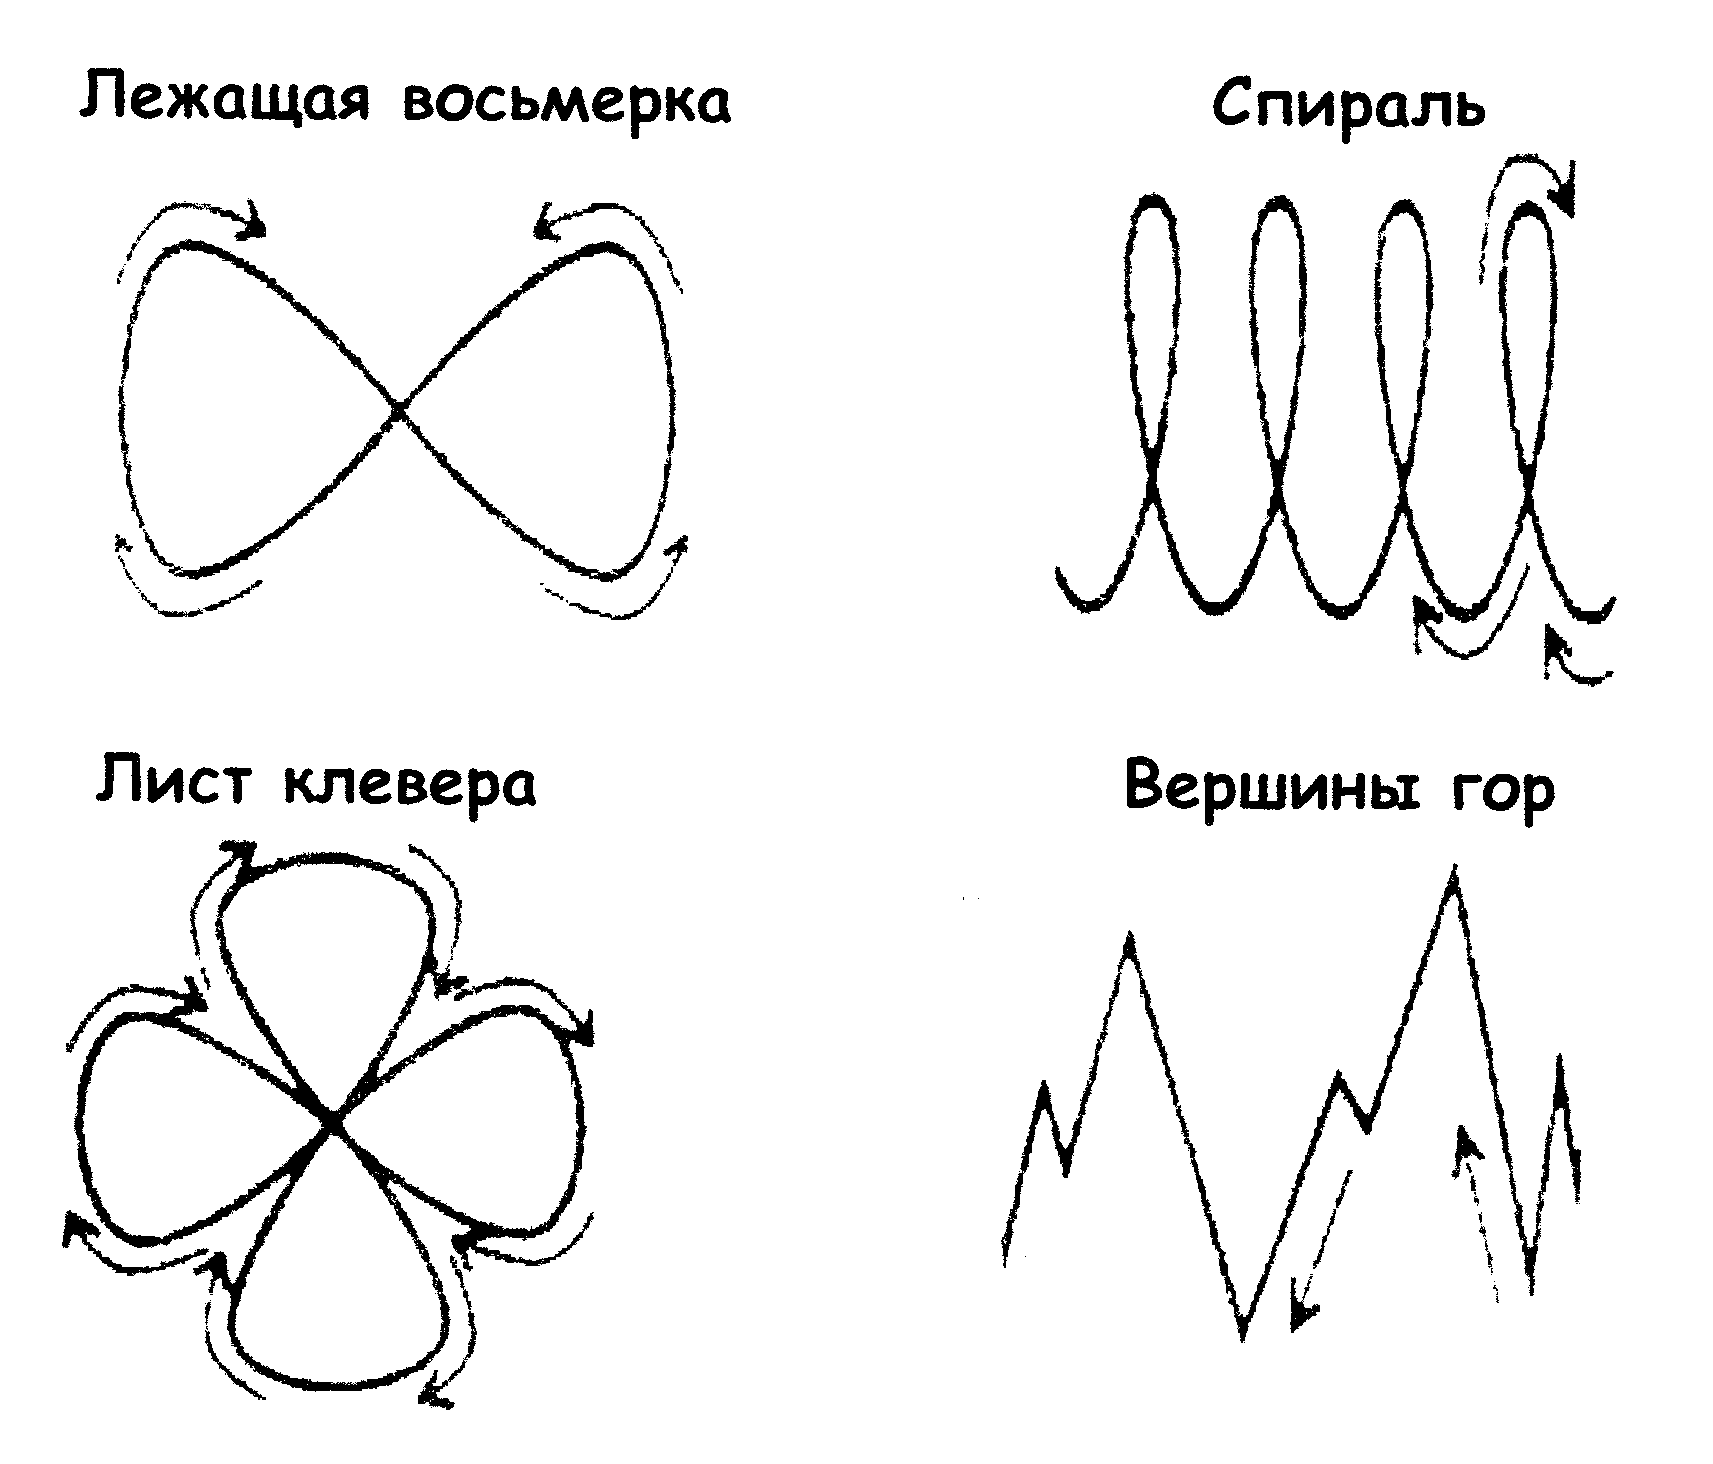 Лежащая восьмерка
Спираль
Лист клевера
Вершины гор